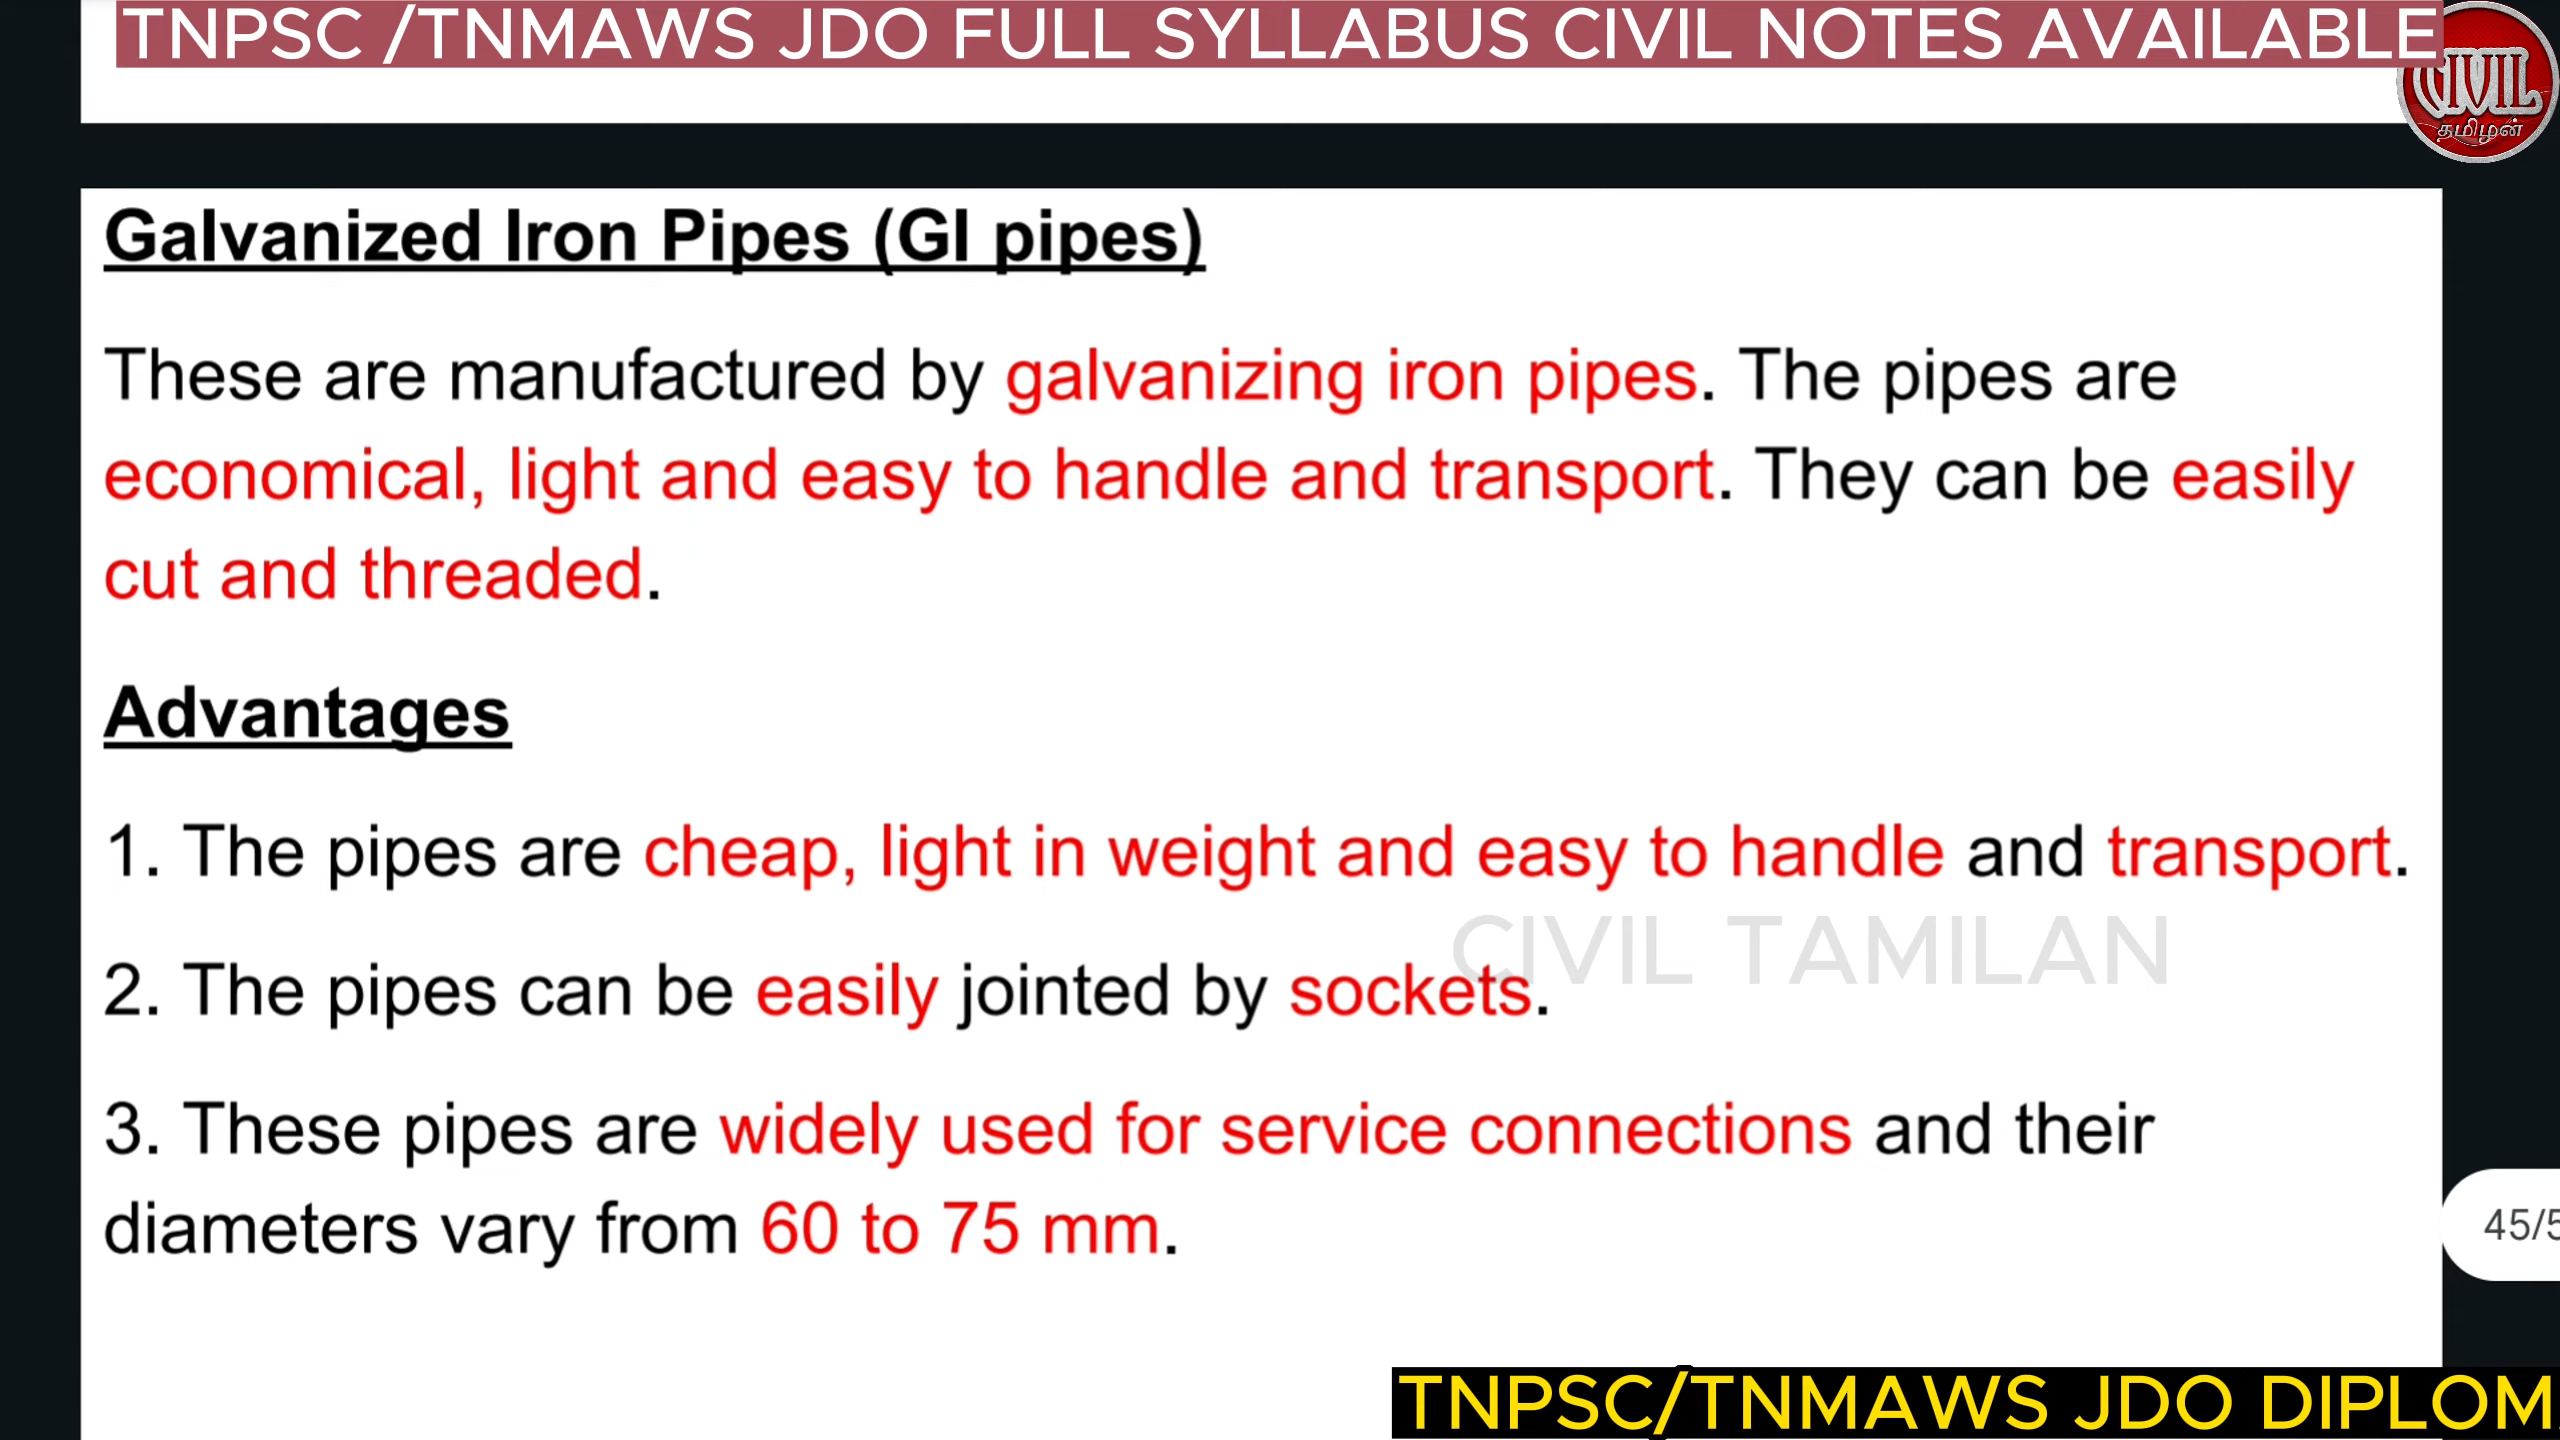 TNPSC /TNMAWS JDO FULL SYLLABUS CIVIL NOTES AVAILABLE
CIVIL
தமிழன்
Galvanized Iron Pipes (GI pipes)
These are manufactured by galvanizing iron pipes. The pipes are
economical, light and easy to handle and transport. They can be easily
cut and threaded.
Advantages
1. The pipes are cheap, light in weight and easy to handle and transport.
CIVIL TAMILAN
2. The pipes can be easily jointed by sockets.
3. These pipes are widely used for service connections and their
diameters vary from 60 to 75 mm.
45/5
TNPSC/TNMAWS JDO DIPLOM